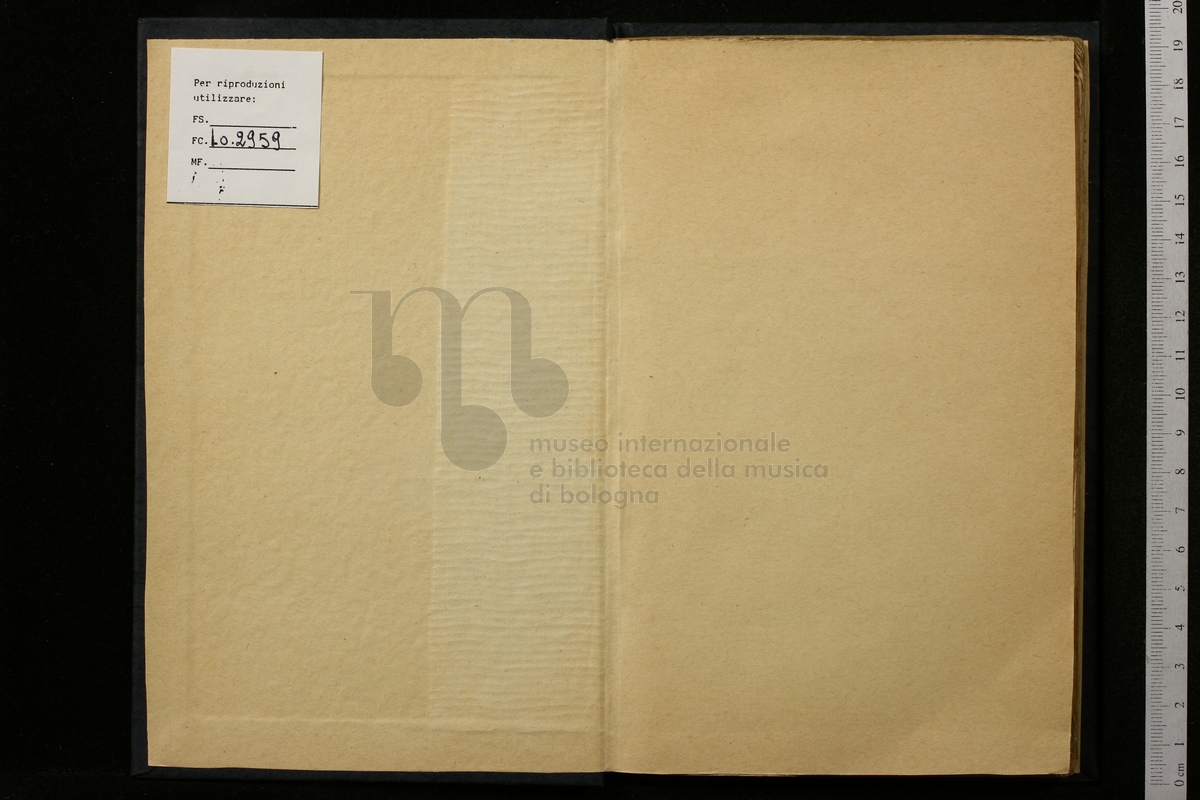 Per riproduzioni
utilizzare:
FS.
FC. Lo.2959
MF.
museo internazionale
e biblioteca della musica
di bologna
20
19
18
17
16
15
14
13
12
11
10
9
8
7
6
5
4
3
2
1
0 cm